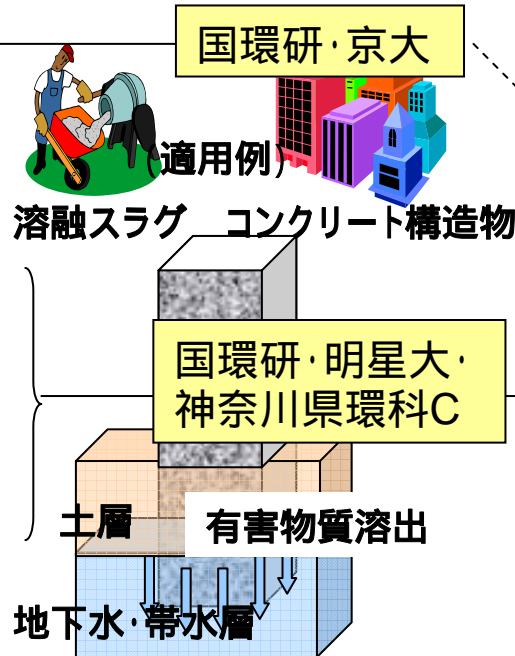 国環研・京大
(適用例)
溶融スラグ コンクリート構造物
国環研・明星大・
神奈川県環科C
土層 有害物質溶出
地下水・帯水層